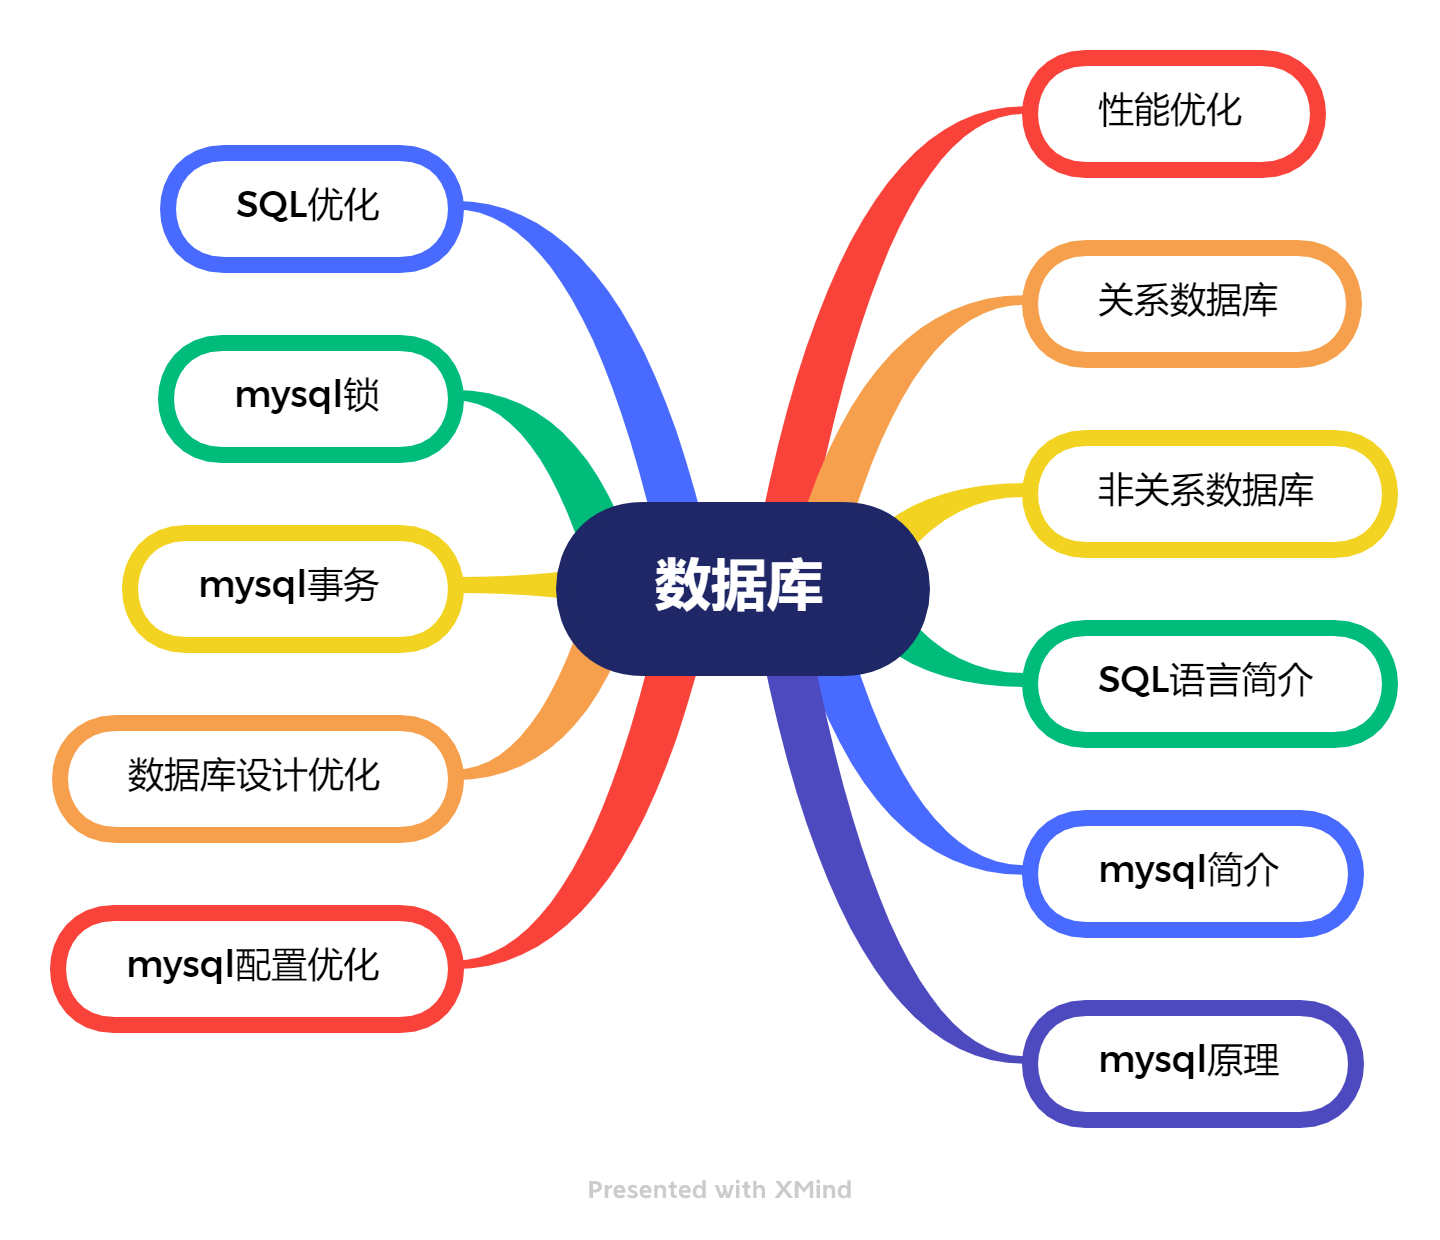 数据库
性能优化
关系数据库
非关系数据库
SQL语言简介
mysql简介
mysql原理
SQL优化
mysql锁
mysql事务
数据库设计优化
mysql配置优化
Presented with XMind